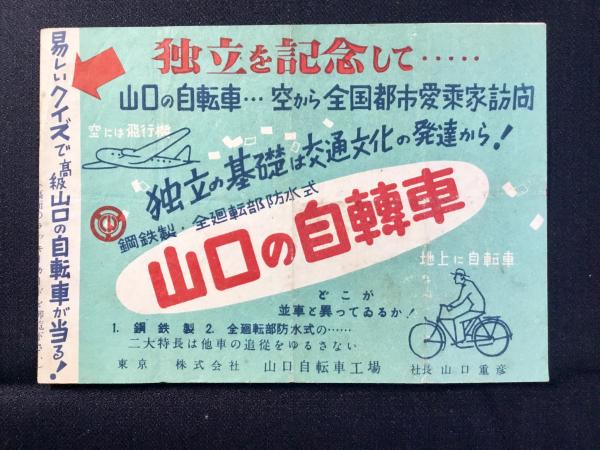 独立を記念して・・・・・
山口の自転車…空から全国都市愛乗家訪問
空には飛行機
独立の基礎は交通文化の発達から!
鋼鉄製・全廻転部防水式
山口の自轉車
地上に自転車
どこが
並車と異ってゐるか!
1. 鋼鉄製 2. 全廻転部防水式の……
二大特長は他車の追従をゆるさない
東京 株式会社 山口自転車工場 社長 山口重彦
易しいクイズで高級山口の自転車が当る!